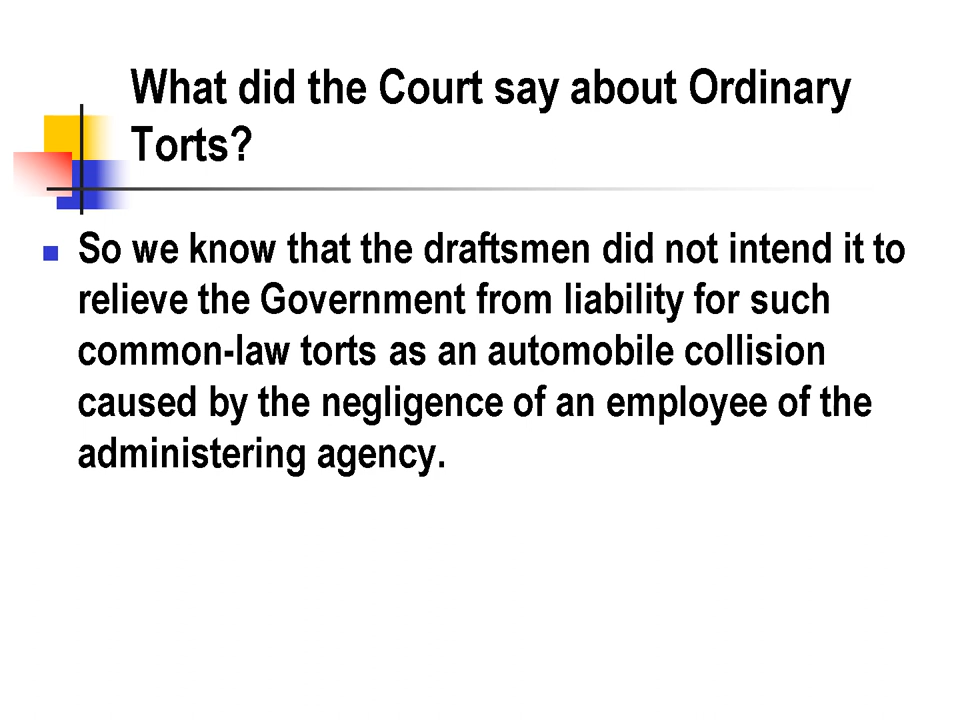 What did the Court say about Ordinary
Torts?
So we know that the draftsmen did not intend it to
relieve the Government from liability for such
common-law torts as an automobile collision
caused by the negligence of an employee of the
administering agency.